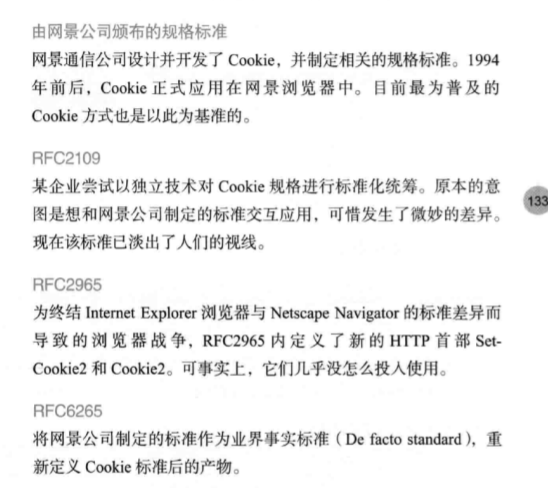 由网景公司颁布的规格标准
网景通信公司设计并开发了 Cookie，并制定相关的规格标准。1994
年前后，Cookie 正式应用在网景浏览器中。目前最为普及的
Cookie 方式也是以此为基准的。
RFC2109
某企业尝试以独立技术对 Cookie 规格进行标准化统筹。原本的意
图是想和网景公司制定的标准交互应用，可惜发生了微妙的差异。
现在该标准已淡出了人们的视线。
133
RFC2965
为终结 Internet Explorer 浏览器与 Netscape Navigator 的标准差异而
导致的浏览器战争，RFC2965 内定义了新的 HTTP 首部 Set-
Cookie2 和 Cookie2。可事实上，它们几乎没怎么投入使用。
RFC6265
将网景公司制定的标准作为业界事实标准（De facto standard），重
新定义 Cookie 标准后的产物。